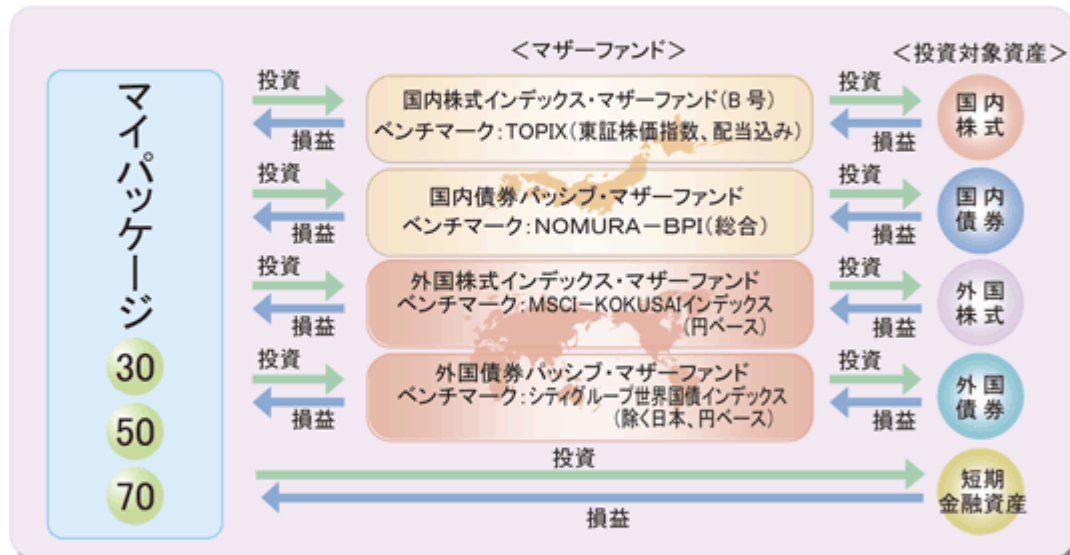 ＜マザーファンド＞
＜投資対象資産＞
マイパッケージ
30
50
70
投資
損益
国内株式インデックス・マザーファンド(B号)
ベンチマーク:TOPIX(東証株価指数、配当込み)
投資
損益
国内
株式
投資
損益
国内債券パッシブ・マザーファンド
ベンチマーク:NOMURA－BPI(総合)
投資
損益
国内
債券
投資
損益
外国株式インデックス・マザーファンド
ベンチマーク:MSCI－KOKUSAIインデックス
(円ベース)
投資
損益
外国
株式
投資
損益
外国債券パッシブ・マザーファンド
ベンチマーク:シティグループ世界国債インデックス
(除く日本、円ベース)
投資
損益
外国
債券
投資
損益
短期
金融資産